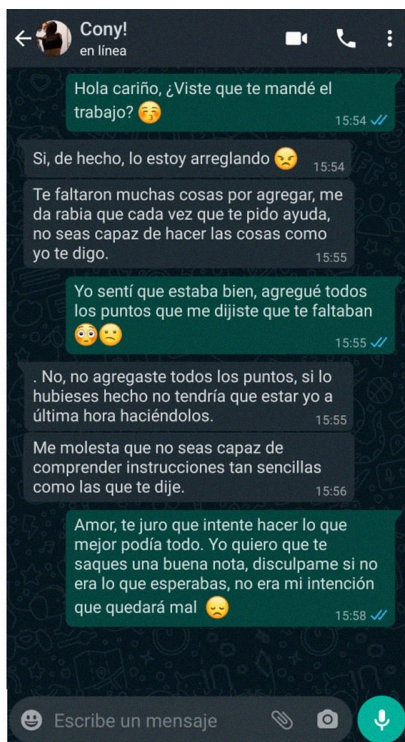 Cony!
en línea
Hola cariño, ¿Viste que te mandé el
trabajo? 😚
15:54
Si, de hecho, lo estoy arreglando 😠
15:54
Te faltaron muchas cosas por agregar, me
da rabia que cada vez que te pido ayuda,
no seas capaz de hacer las cosas como
yo te digo.
15:55
Yo sentí que estaba bien, agregué todos
los puntos que me dijiste que te faltaban
😳😕
15:55
. No, no agregaste todos los puntos, si lo
hubieses hecho no tendría que estar yo a
última hora haciéndolos.
15:55
Me molesta que no seas capaz de
comprender instrucciones tan sencillas
como las que te dije.
15:56
Amor, te juro que intente hacer lo que
mejor podía todo. Yo quiero que te
saques una buena nota, disculpame si no
era lo que esperabas, no era mi intención
que quedará mal 😞
15:58
Escribe un mensaje